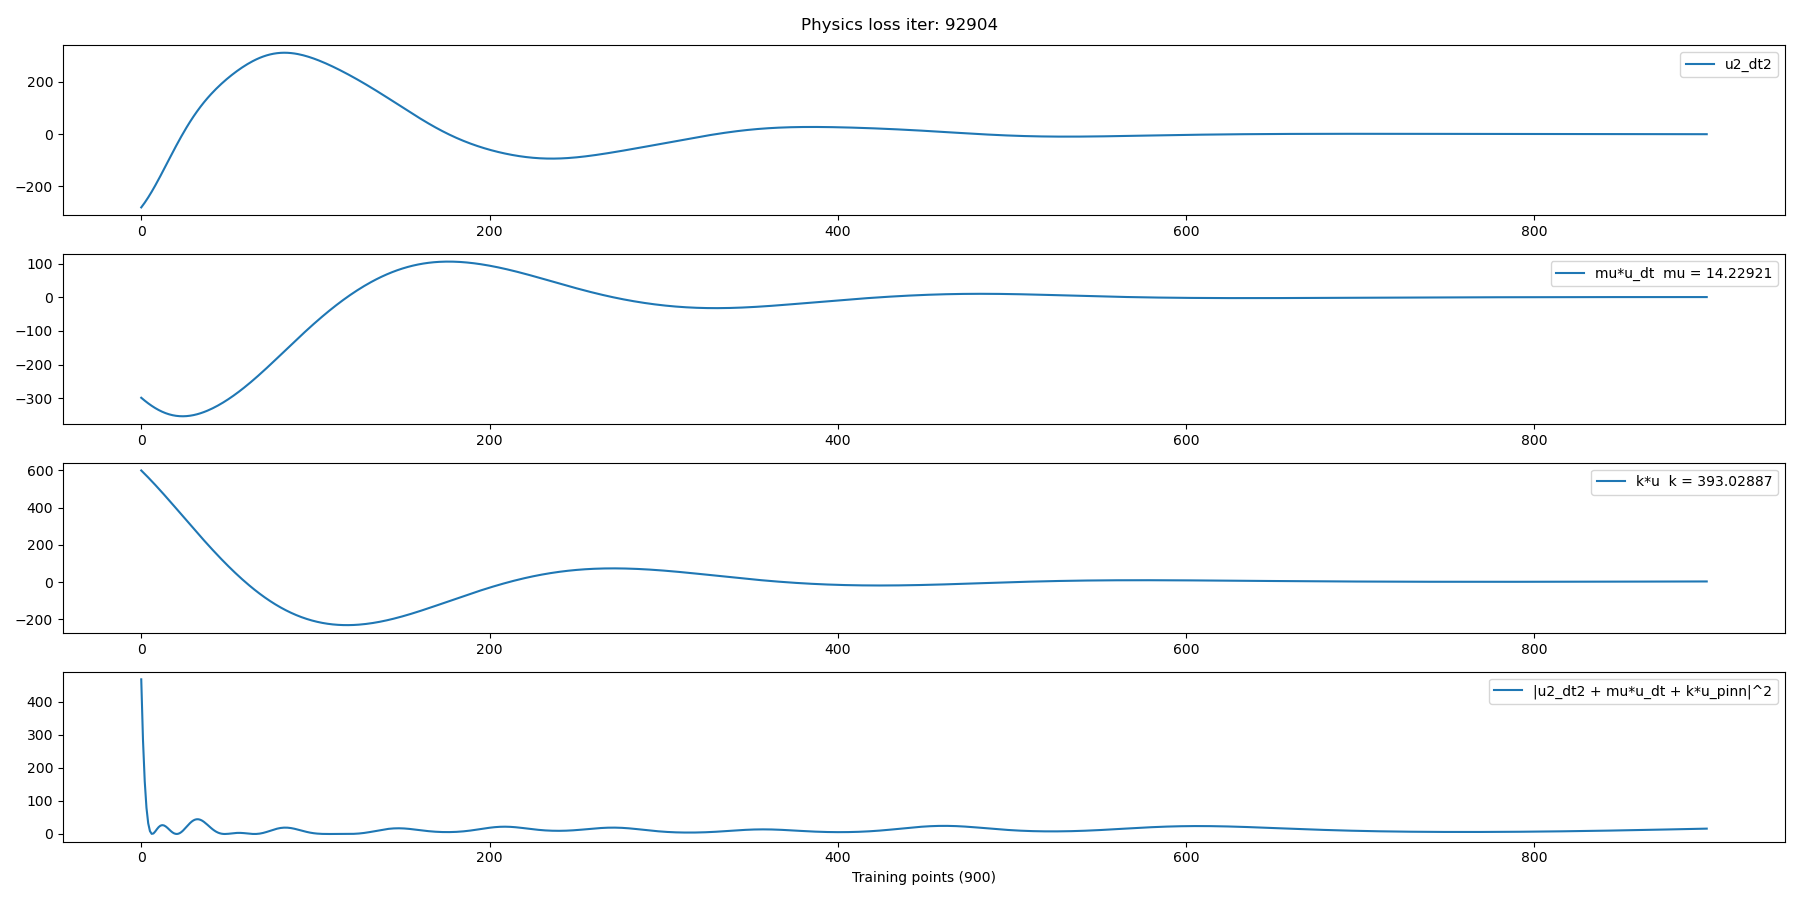 Physics loss iter: 92904
u2_dt2
200
0
−200
0 200 400 600 800
mu*u_dt mu = 14.22921
100
0
−100
−200
−300
0 200 400 600 800
k*u k = 393.02887
600
400
200
0
−200
0 200 400 600 800
|u2_dt2 + mu*u_dt + k*u_pinn|^2
400
300
200
100
0
0 200 400 600 800
Training points (900)